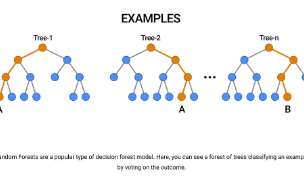 EXAMPLES
Tree-1 Tree-2 Tree-n
A A B
andom Forests are a popular type of decision forest model. Here, you can see a forest of trees classifying an examp
by voting on the outcome.